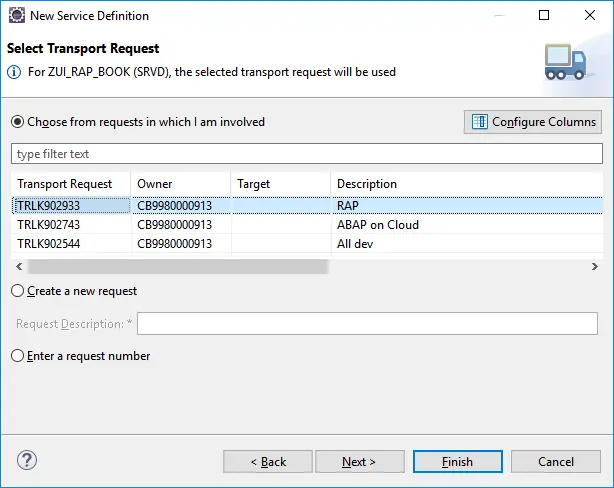 New Service Definition
Select Transport Request
For ZUI_RAP_BOOK (SRVD), the selected transport request will be used
Choose from requests in which I am involved
Configure Columns
type filter text
Transport Request Owner Target Description
TRLK902933 CB9980000913 RAP
TRLK902743 CB9980000913 ABAP on Cloud
TRLK902544 CB9980000913 All dev
Create a new request
Request Description: *
Enter a request number
< Back Next > Finish Cancel